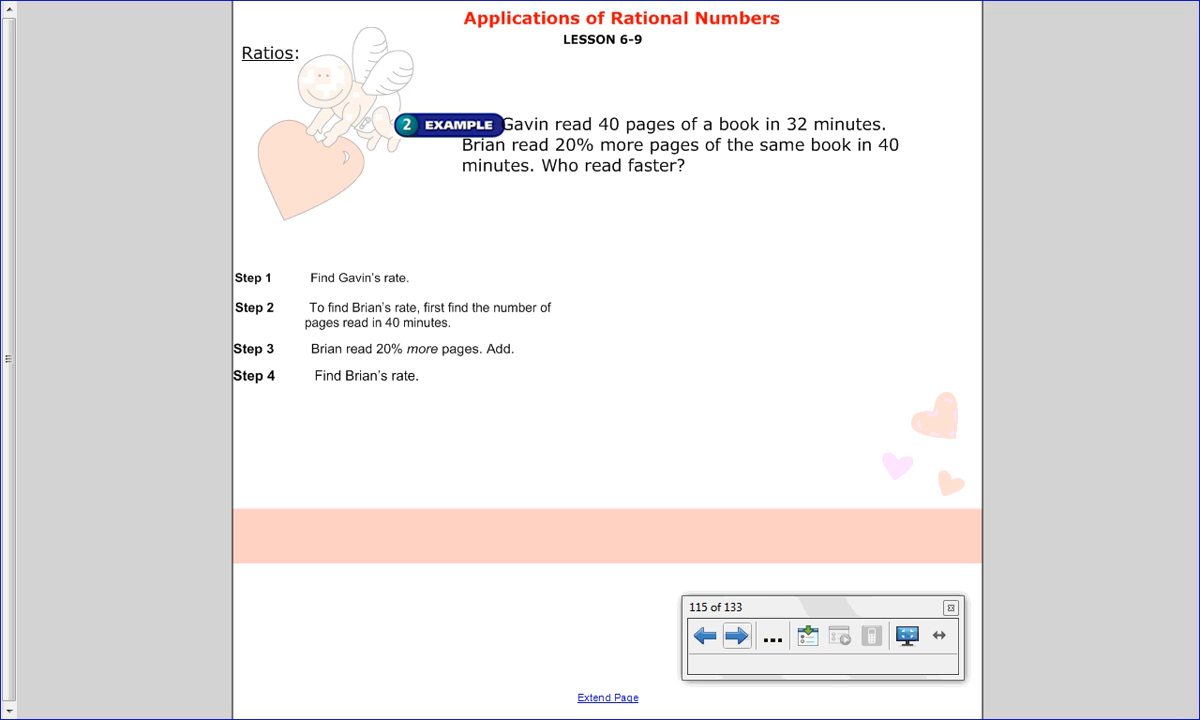 Applications of Rational Numbers
LESSON 6-9
Ratios:
2 EXAMPLE Gavin read 40 pages of a book in 32 minutes.
Brian read 20% more pages of the same book in 40
minutes. Who read faster?
Step 1 Find Gavin's rate.
Step 2 To find Brian's rate, first find the number of
pages read in 40 minutes.
Step 3 Brian read 20% more pages. Add.
Step 4 Find Brian's rate.
115 of 133
...
Extend Page